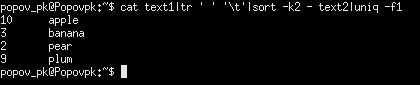 popov_pk@Popovpk:~$ cat text1|tr ' ' '\t'|sort -k2 - text2|uniq -f1
10 apple
3 banana
2 pear
9 plum
popov_pk@Popovpk:~$